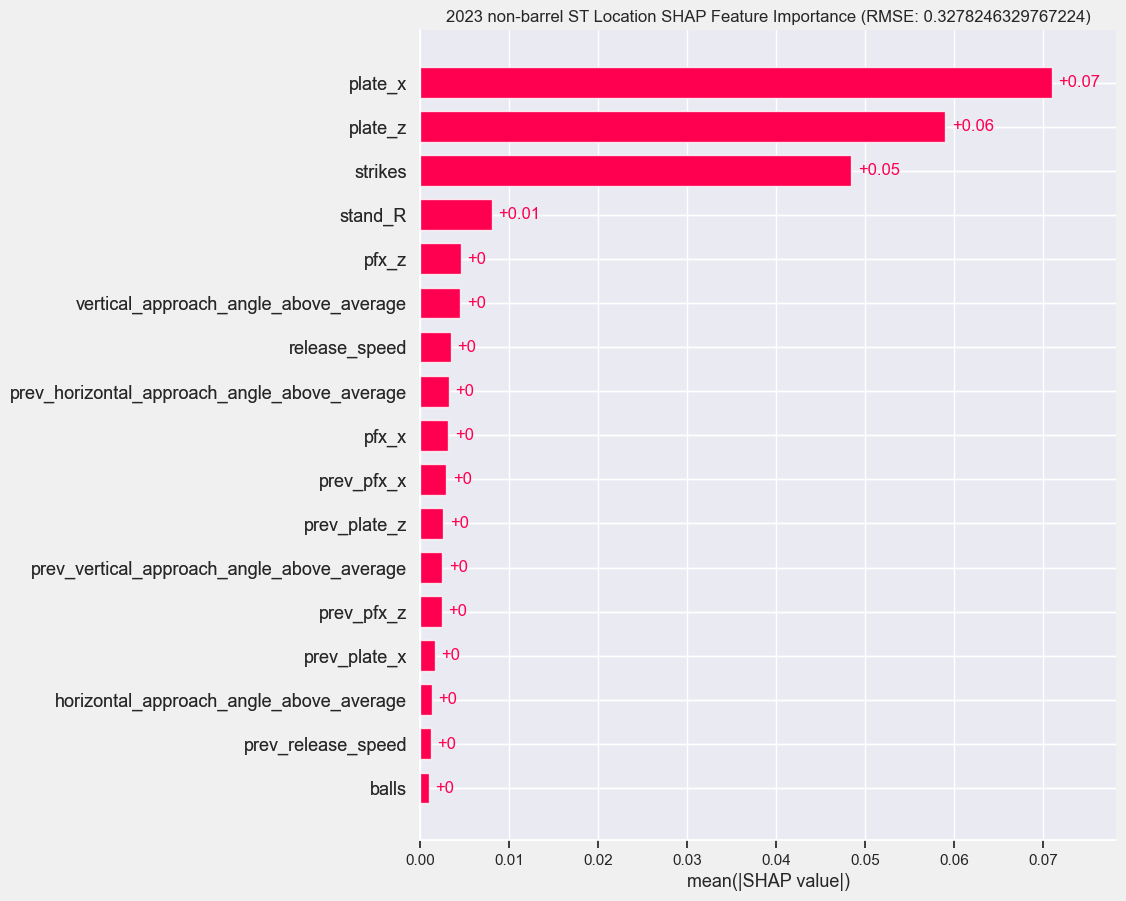 2023 non-barrel ST Location SHAP Feature Importance (RMSE: 0.3278246329767224)
plate_x +0.07
plate_z +0.06
strikes +0.05
stand_R +0.01
pfx_z +0
vertical_approach_angle_above_average +0
release_speed +0
prev_horizontal_approach_angle_above_average +0
pfx_x +0
prev_pfx_x +0
prev_plate_z +0
prev_vertical_approach_angle_above_average +0
prev_pfx_z +0
prev_plate_x +0
horizontal_approach_angle_above_average +0
prev_release_speed +0
balls +0
0.00 0.01 0.02 0.03 0.04 0.05 0.06 0.07
mean(|SHAP value|)